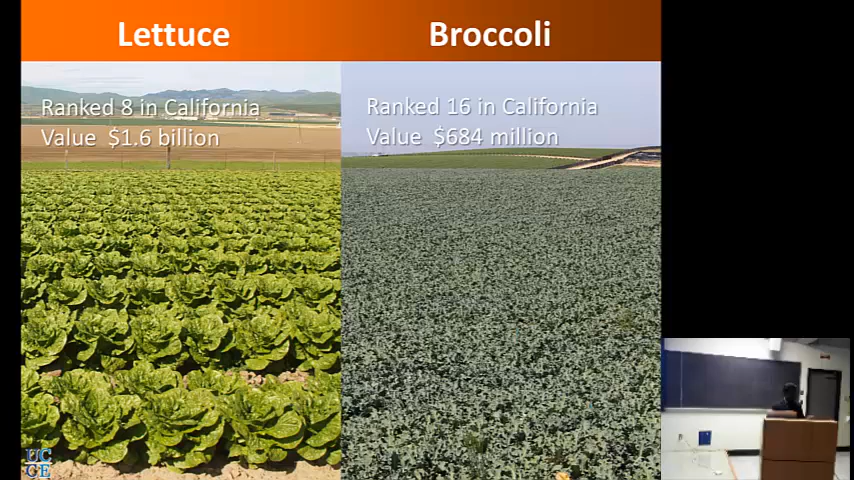 Lettuce
Broccoli
Ranked 8 in California
Value $1.6 billion
Ranked 16 in California
Value $684 million
UC
CE